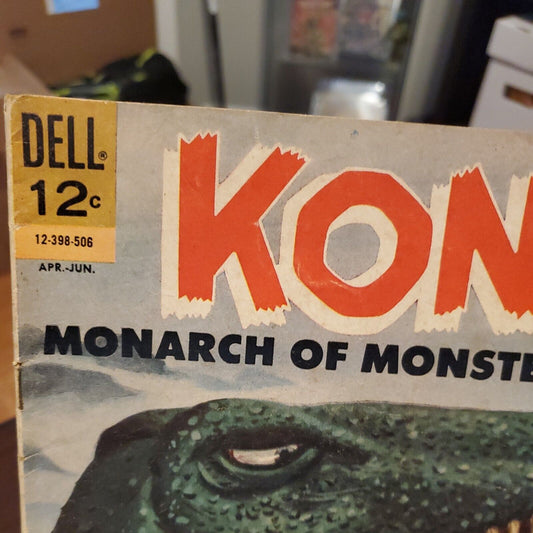 DELL®
12c
12-398-506
APR.-JUN.
KON
MONARCH OF MONSTE